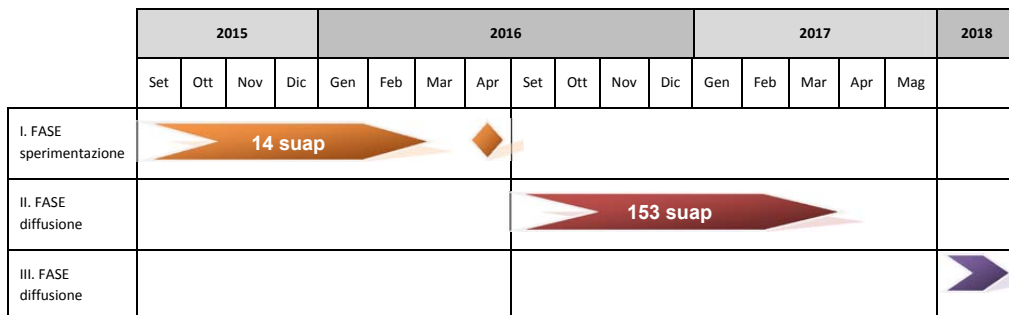 2015 2016 2017 2018
Set Ott Nov Dic Gen Feb Mar Apr Set Ott Nov Dic Gen Feb Mar Apr Mag
I. FASE
sperimentazione
14 suap
II. FASE
diffusione
153 suap
III. FASE
diffusione